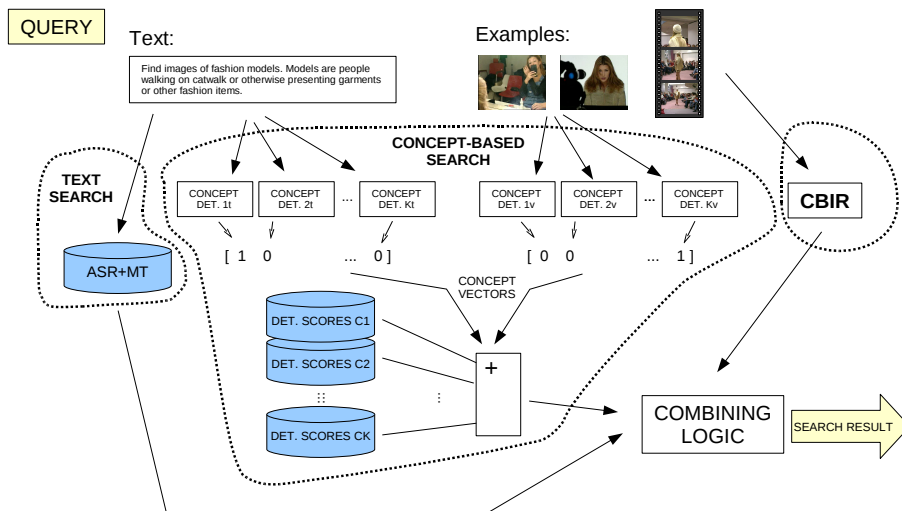 QUERY
Text:
Examples:
Find images of fashion models. Models are people
walking on catwalk or otherwise presenting garments
or other fashion items.
CONCEPT-BASED
SEARCH
TEXT
SEARCH
CONCEPT
DET. 1t
CONCEPT
DET. 2t
...
CONCEPT
DET. Kt
CONCEPT
DET. 1v
CONCEPT
DET. 2v
...
CONCEPT
DET. Kv
CBIR
[ 1 0 ... 0 ]
[ 0 0 ... 1 ]
ASR+MT
CONCEPT
VECTORS
DET. SCORES C1
DET. SCORES C2
DET. SCORES CK
+
COMBINING
LOGIC
SEARCH RESULT